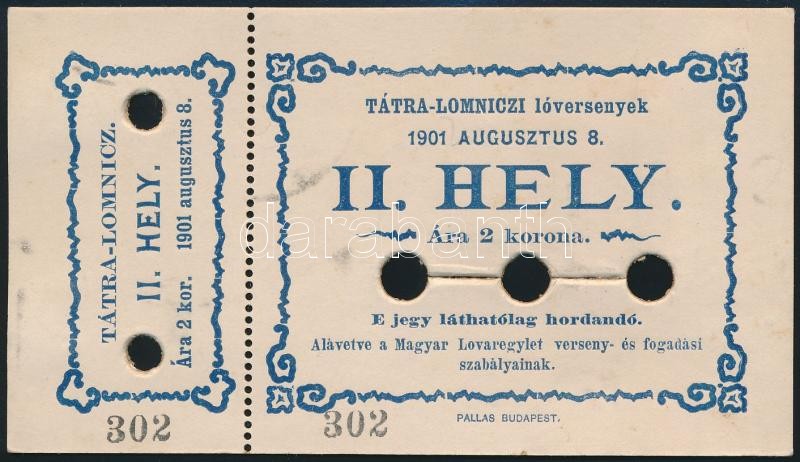 TÁTRA-LOMNICZ.
II. HELY.
Ára 2 kor. 1901 augusztus 8.
302
TÁTRA-LOMNICZI lóversenyek
1901 AUGUSZTUS 8.
II. HELY.
Ára 2 korona.
E jegy láthatólag hordandó.
Alávetve a Magyar Lovaregylet verseny- és fogadási
szabályainak.
302
PALLAS BUDAPEST.
darabanth